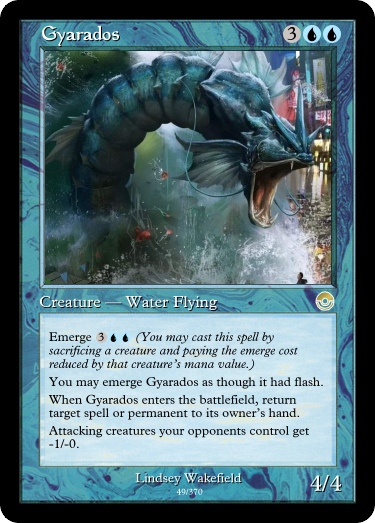 Gyarados 3
Creature — Water Flying
Emerge 3 (You may cast this spell by
sacrificing a creature and paying the emerge cost
reduced by that creature's mana value.)
You may emerge Gyarados as though it had flash.
When Gyarados enters the battlefield, return
target spell or permanent to its owner's hand.
Attacking creatures your opponents control get
-1/-0.
Lindsey Wakefield
49/370
4/4